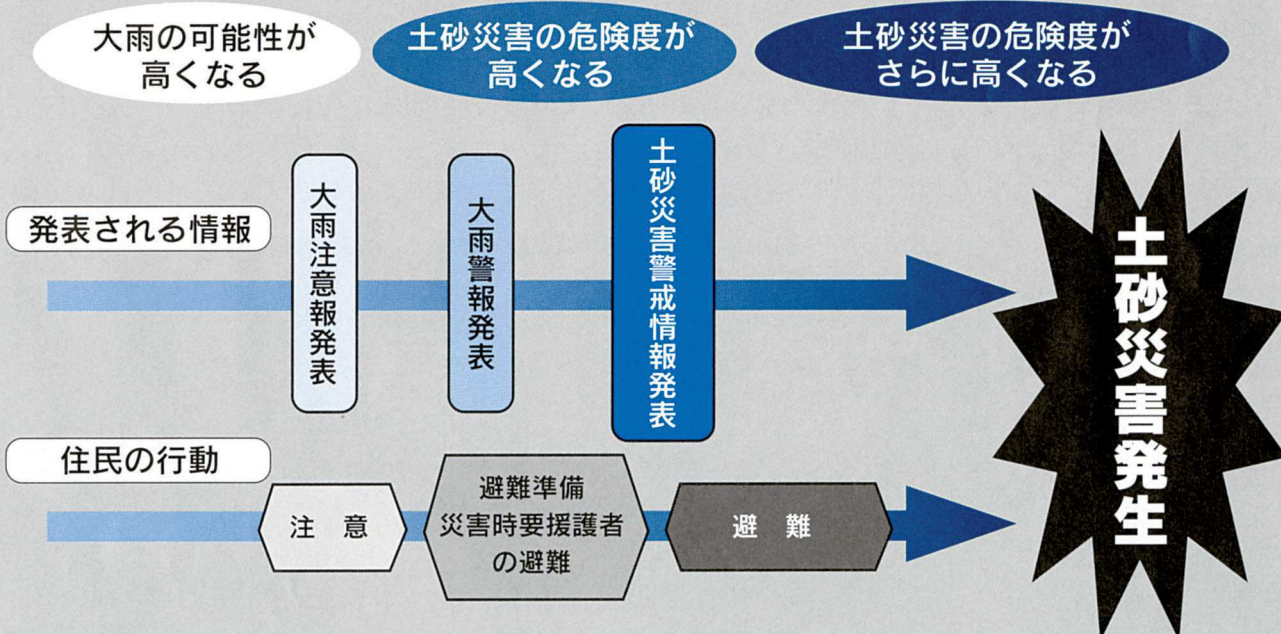 大雨の可能性が
高くなる
土砂災害の危険度が
高くなる
土砂災害の危険度が
さらに高くなる
発表される情報
大雨注意報発表
大雨警報発表
土砂災害警戒情報発表
住民の行動
注 意
避難準備
災害時要援護者
の避難
避 難
土砂災害発生